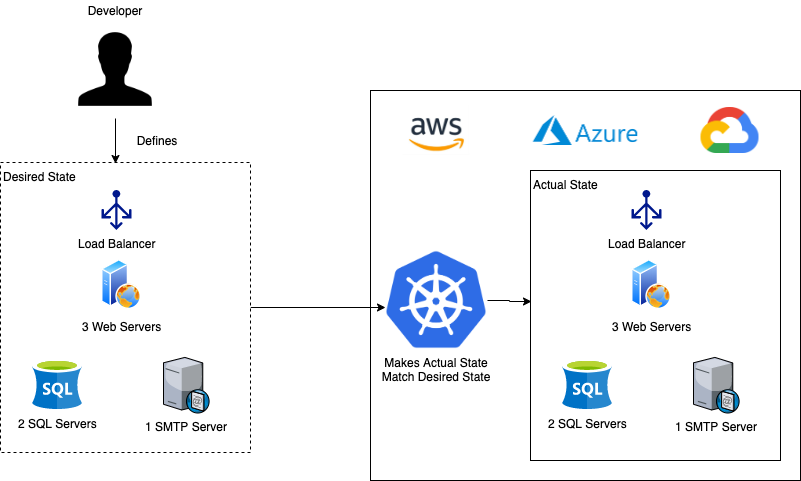 Developer
Defines
Desired State
Load Balancer
3 Web Servers
SQL
2 SQL Servers
1 SMTP Server
aws
Azure
Makes Actual State
Match Desired State
Actual State
Load Balancer
3 Web Servers
SQL
2 SQL Servers
1 SMTP Server